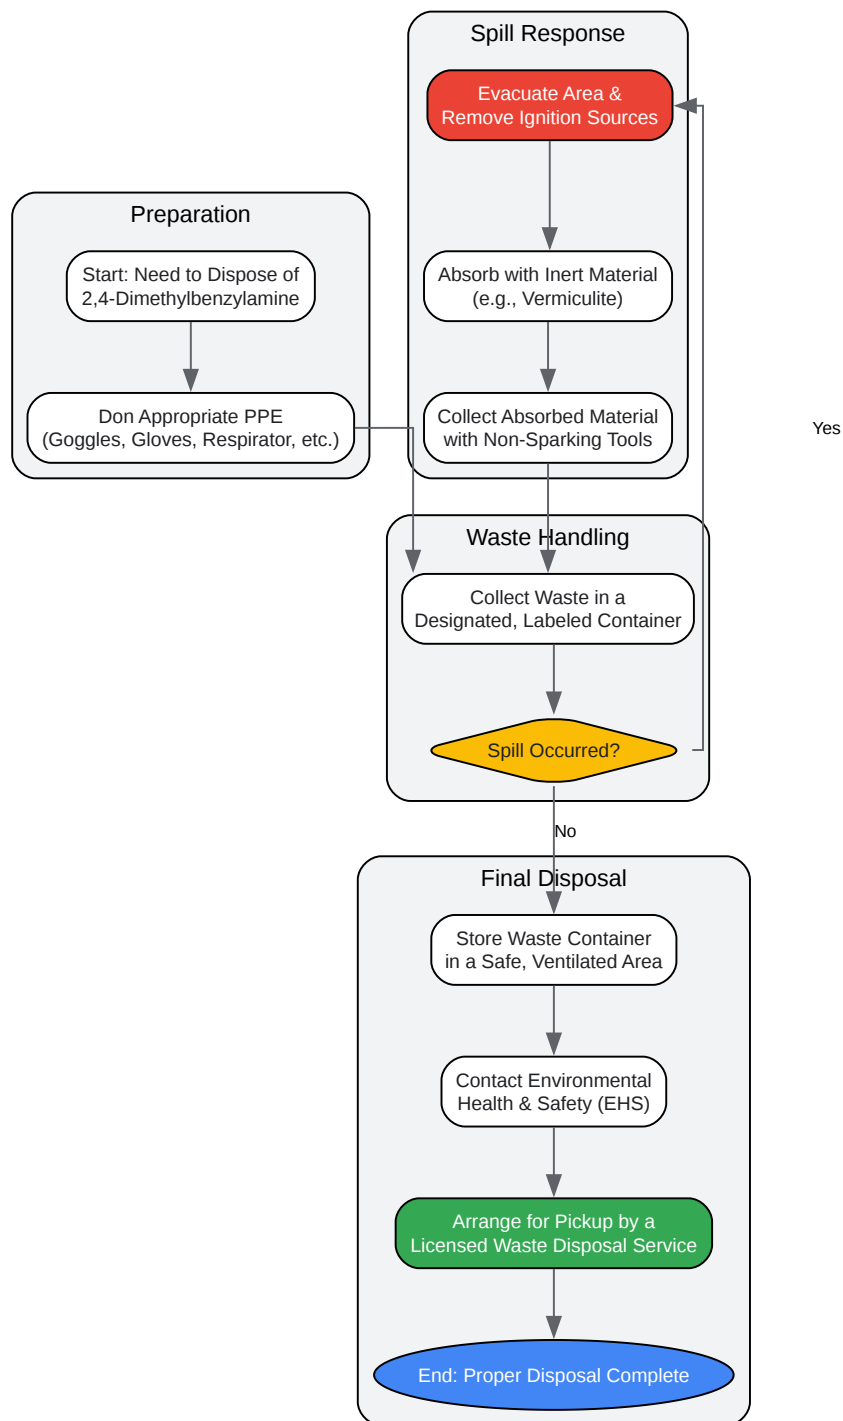 Spill Response
Evacuate Area &
Remove Ignition Sources
Preparation
Start: Need to Dispose of
2,4-Dimethylbenzylamine
Absorb with Inert Material
(e.g., Vermiculite)
Don Appropriate PPE
(Goggles, Gloves, Respirator, etc.)
Collect Absorbed Material
with Non-Sparking Tools
Yes
Waste Handling
Collect Waste in a
Designated, Labeled Container
Spill Occurred?
No
Final Disposal
Store Waste Container
in a Safe, Ventilated Area
Contact Environmental
Health & Safety (EHS)
Arrange for Pickup by a
Licensed Waste Disposal Service
End: Proper Disposal Complete